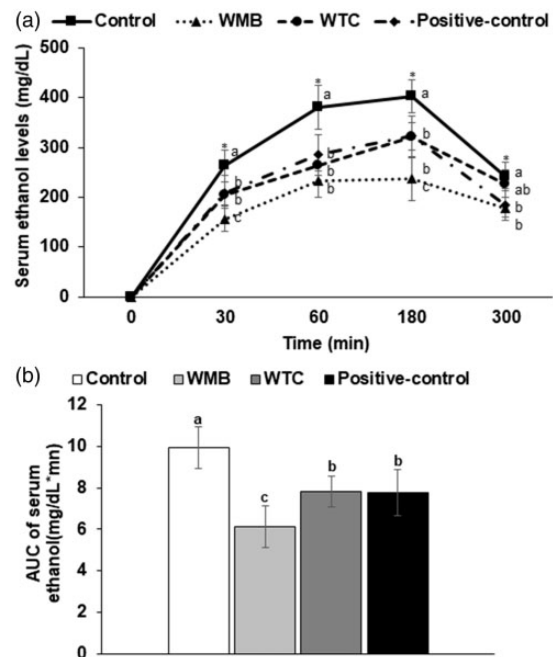 (a) Control WMB WTC Positive-control
Serum ethanol levels (mg/dL)
500
400
300
200
100
0
* a
* a
* a
* a
b
b
c
b
b
b
b
b
c
ab
b
b
0 30 60 180 300
Time (min)
(b) Control WMB WTC Positive-control
AUC of serum
ethanol(mg/dL*mn)
12
10
8
6
4
2
0
a
c
b
b